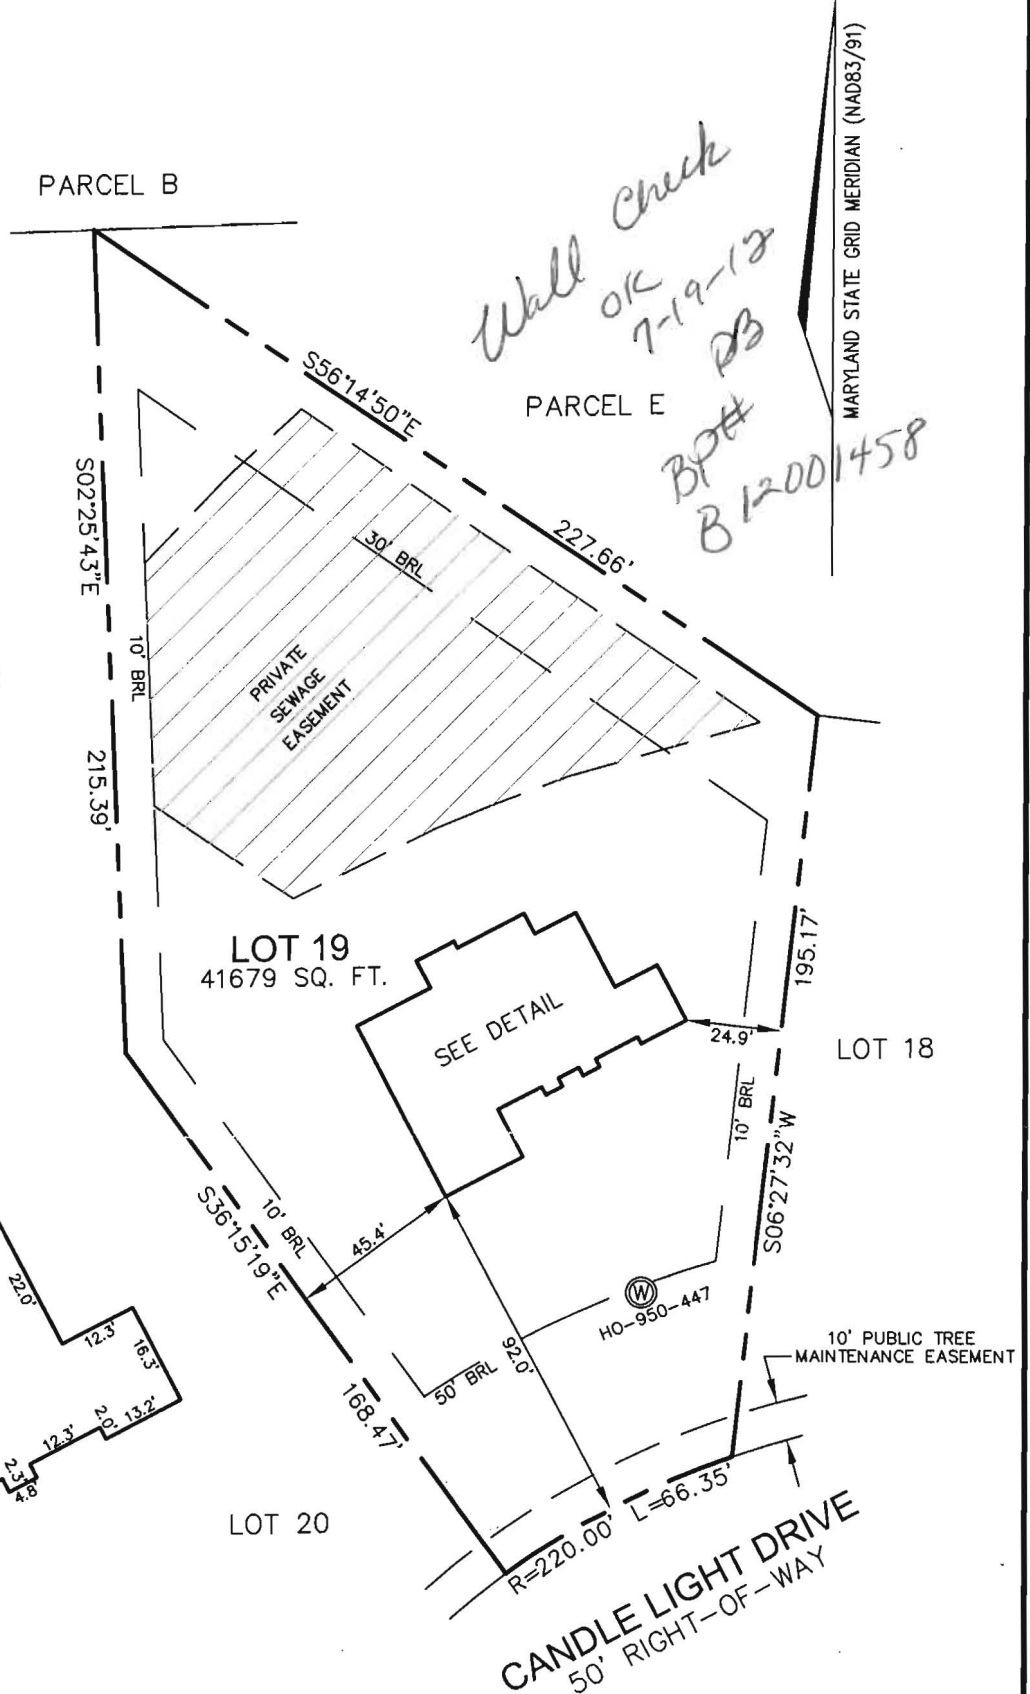 MARYLAND STATE GRID MERIDIAN (NAD83/91)
PARCEL B
Wall Check
OK
7-19-12
BP#
B12001458
PARCEL E
S56°14'50"E
227.66'
S02°25'43"E
215.39'
10' BRL
30' BRL
PRIVATE
SEWAGE
EASEMENT
LOT 19
41679 SQ. FT.
SEE DETAIL
24.9'
195.17'
LOT 18
10' BRL
S06°27'32"W
S36°15'19"E
168.47'
10' BRL
45.4'
92.0'
50' BRL
W
HO-950-447
10' PUBLIC TREE
MAINTENANCE EASEMENT
22.0'
12.3'
16.3'
13.2'
2.0'
12.3'
2.3'
4.8'
LOT 20
R=220.00' L=66.35'
CANDLE LIGHT DRIVE
50' RIGHT-OF-WAY